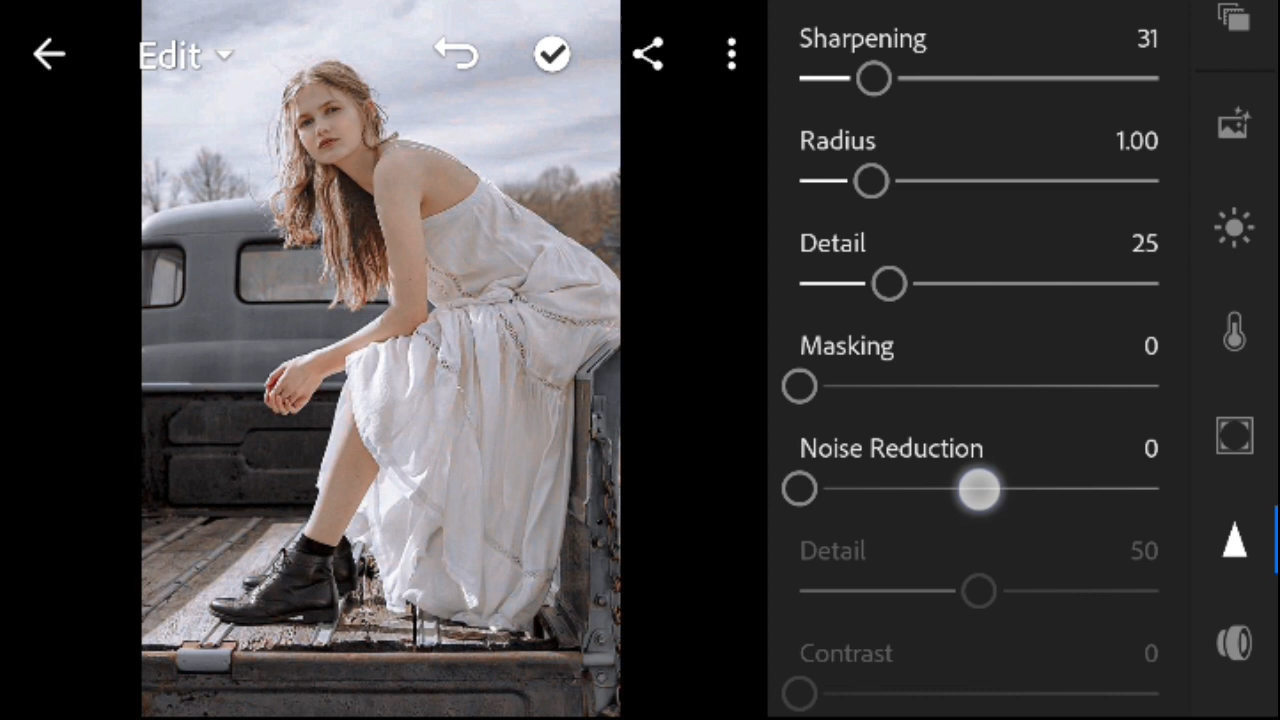 Edit
Sharpening 31
Radius 1.00
Detail 25
Masking 0
Noise Reduction 0
Detail 50
Contrast 0